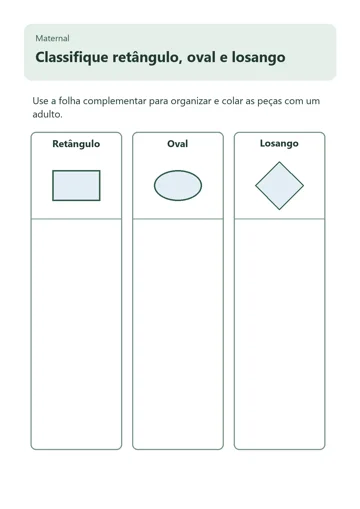 Maternal
Classifique retângulo, oval e losango
Use a folha complementar para organizar e colar as peças com um
adulto.
Retângulo
Oval
Losango